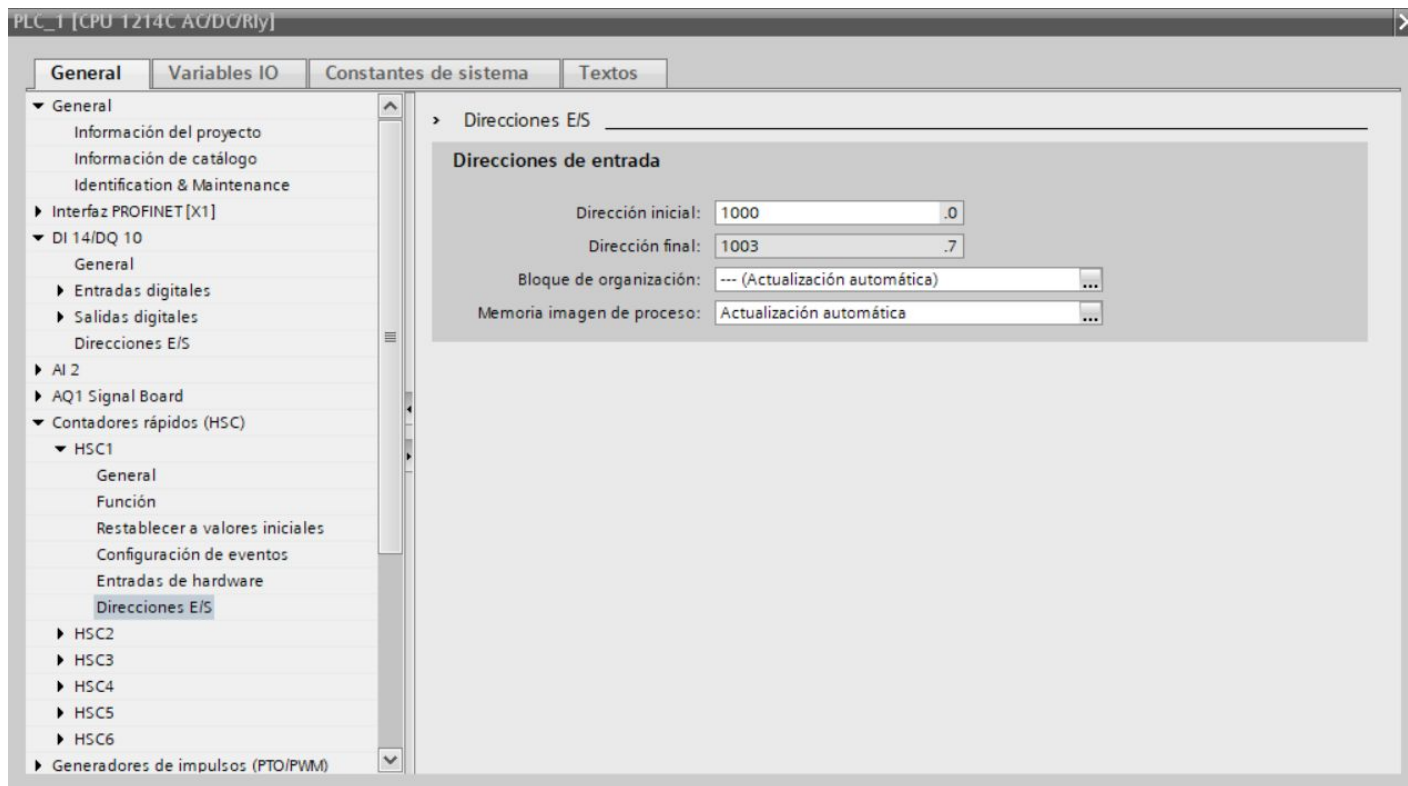 PLC_1 [CPU 1214C AC/DC/Rly]
General Variables IO Constantes de sistema Textos
General
Información del proyecto
Información de catálogo
Identification & Maintenance
Interfaz PROFINET [X1]
DI 14/DQ 10
General
Entradas digitales
Salidas digitales
Direcciones E/S
AI 2
AQ1 Signal Board
Contadores rápidos (HSC)
HSC1
General
Función
Restablecer a valores iniciales
Configuración de eventos
Entradas de hardware
Direcciones E/S
HSC2
HSC3
HSC4
HSC5
HSC6
Generadores de impulsos (PTO/PWM)
Direcciones E/S
Direcciones de entrada
Dirección inicial: 1000 .0
Dirección final: 1003 .7
Bloque de organización: --- (Actualización automática) ...
Memoria imagen de proceso: Actualización automática ...